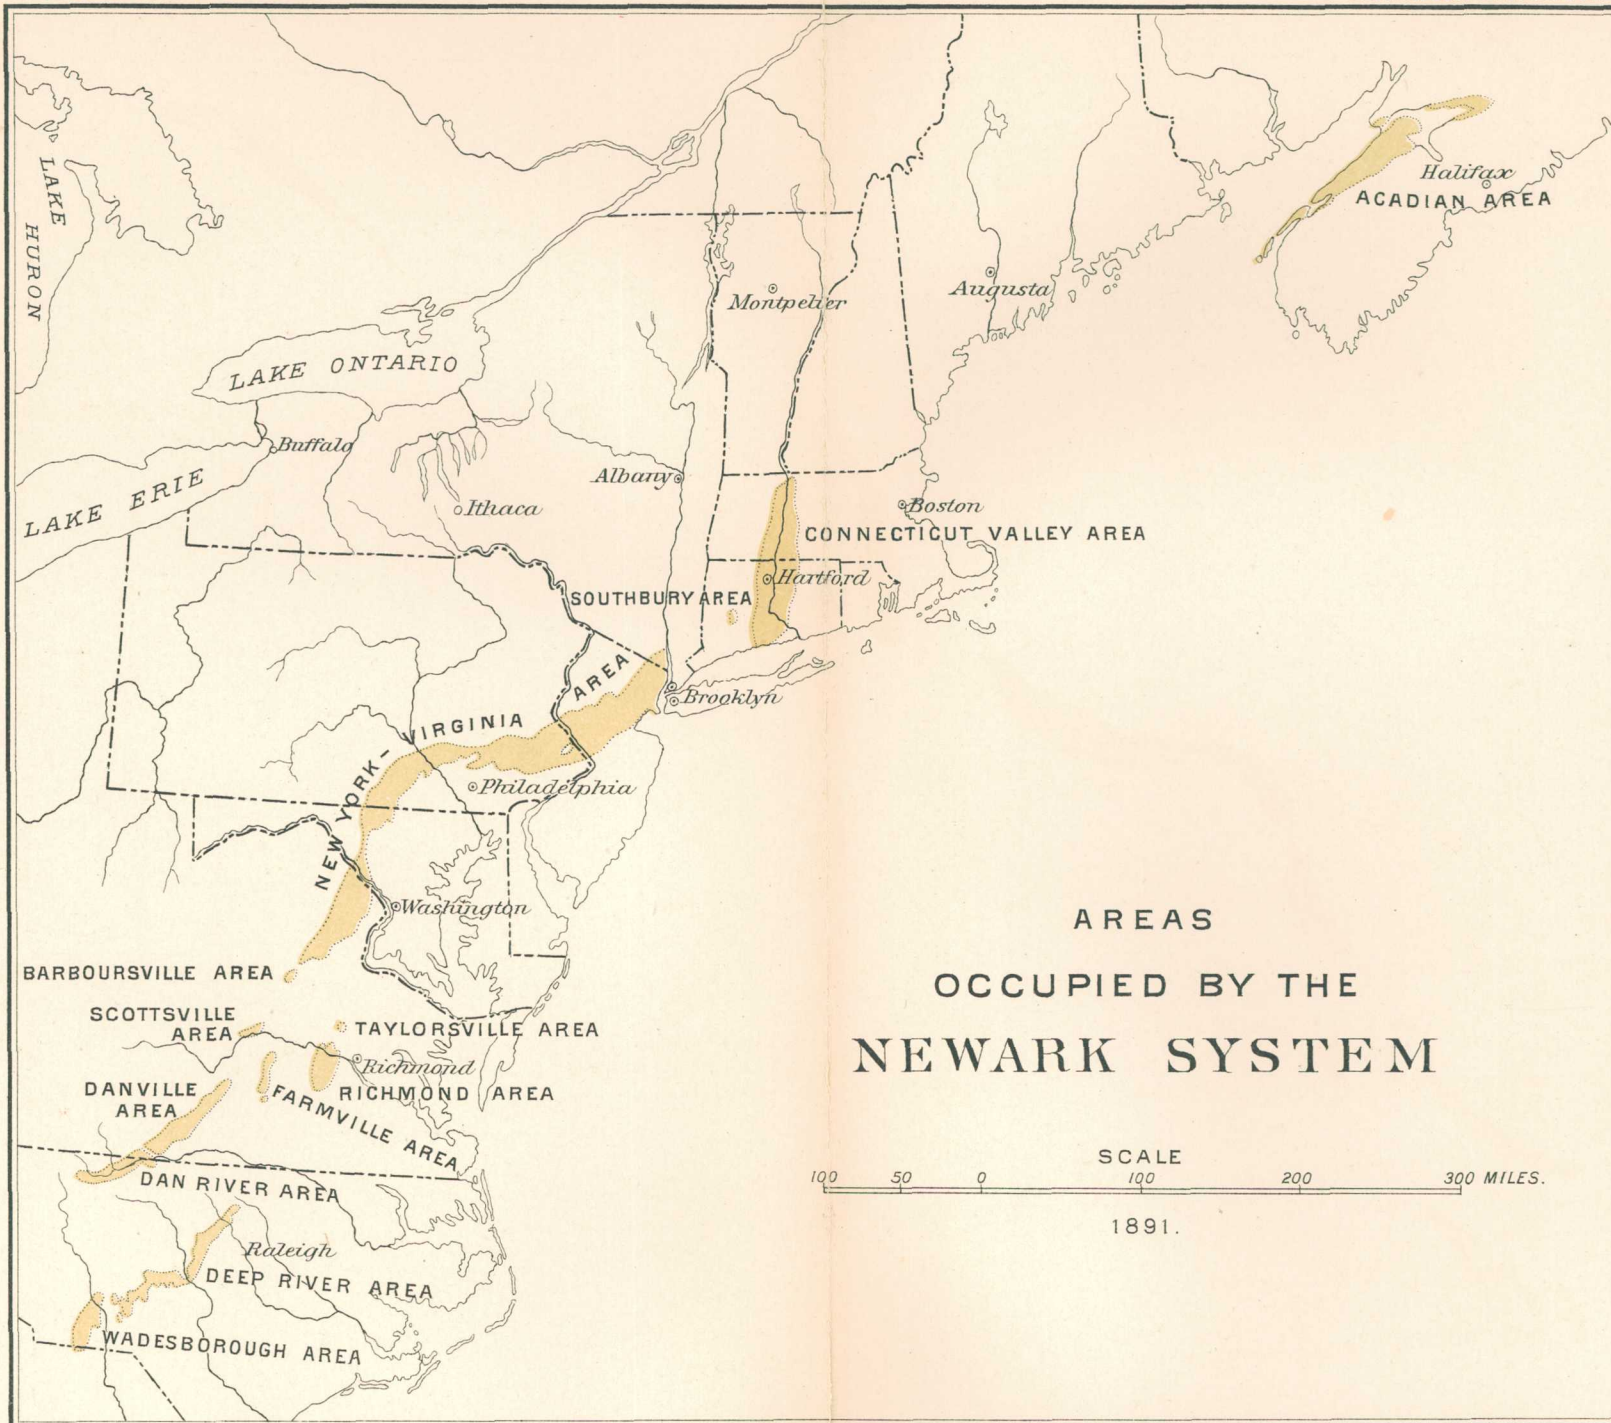 LAKE HURON
Halifax
ACADIAN AREA
Montpelier
Augusta
LAKE ONTARIO
Buffalo
LAKE ERIE
Albany
Ithaca
Boston
CONNECTICUT VALLEY AREA
Hartford
SOUTHBURY AREA
Brooklyn
NEW YORK-VIRGINIA AREA
Philadelphia
Washington
BARBOURSVILLE AREA
SCOTTSVILLE
AREA
TAYLORSVILLE AREA
Richmond
RICHMOND AREA
DANVILLE
AREA
FARMVILLE AREA
DAN RIVER AREA
Raleigh
DEEP RIVER AREA
WADESBOROUGH AREA
AREAS
OCCUPIED BY THE
NEWARK SYSTEM
SCALE
100 50 0 100 200 300 MILES.
1891.